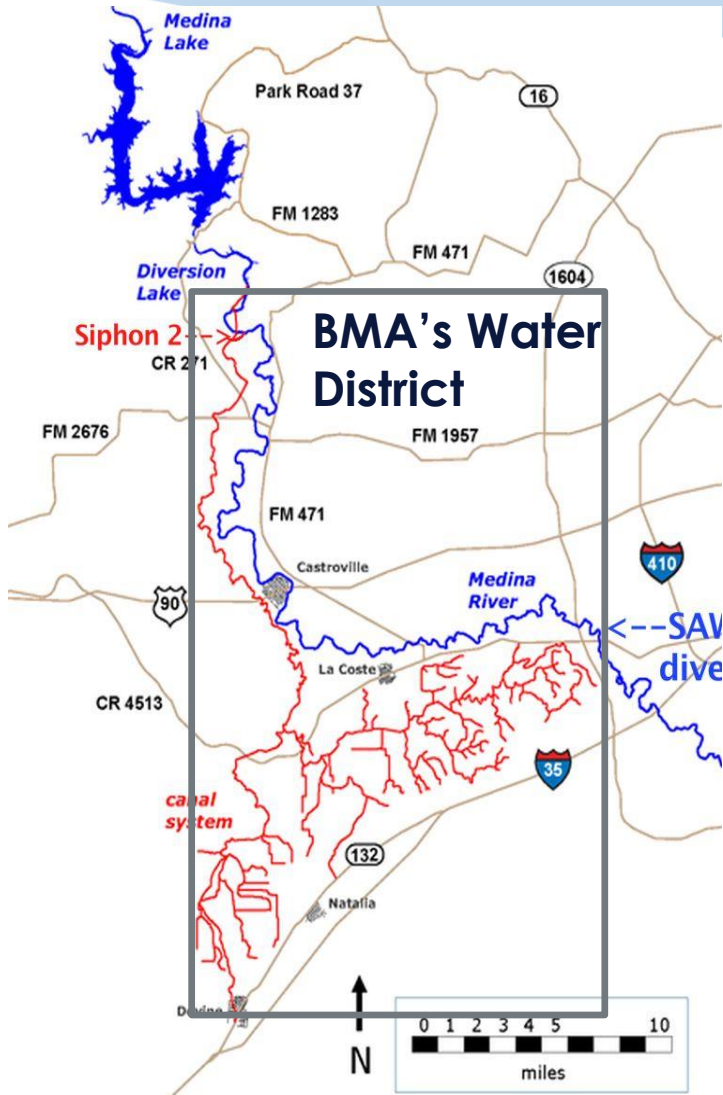 Medina
Lake
Park Road 37
16
FM 1283
FM 471
Diversion
Lake
1604
BMA's Water
District
Siphon 2
CR 271
FM 2676
FM 1957
FM 471
410
Castroville
90
Medina
River
<--SAW
dive
La Coste
CR 4513
35
canal
system
132
Natalia
N
0 1 2 3 4 5 10
miles